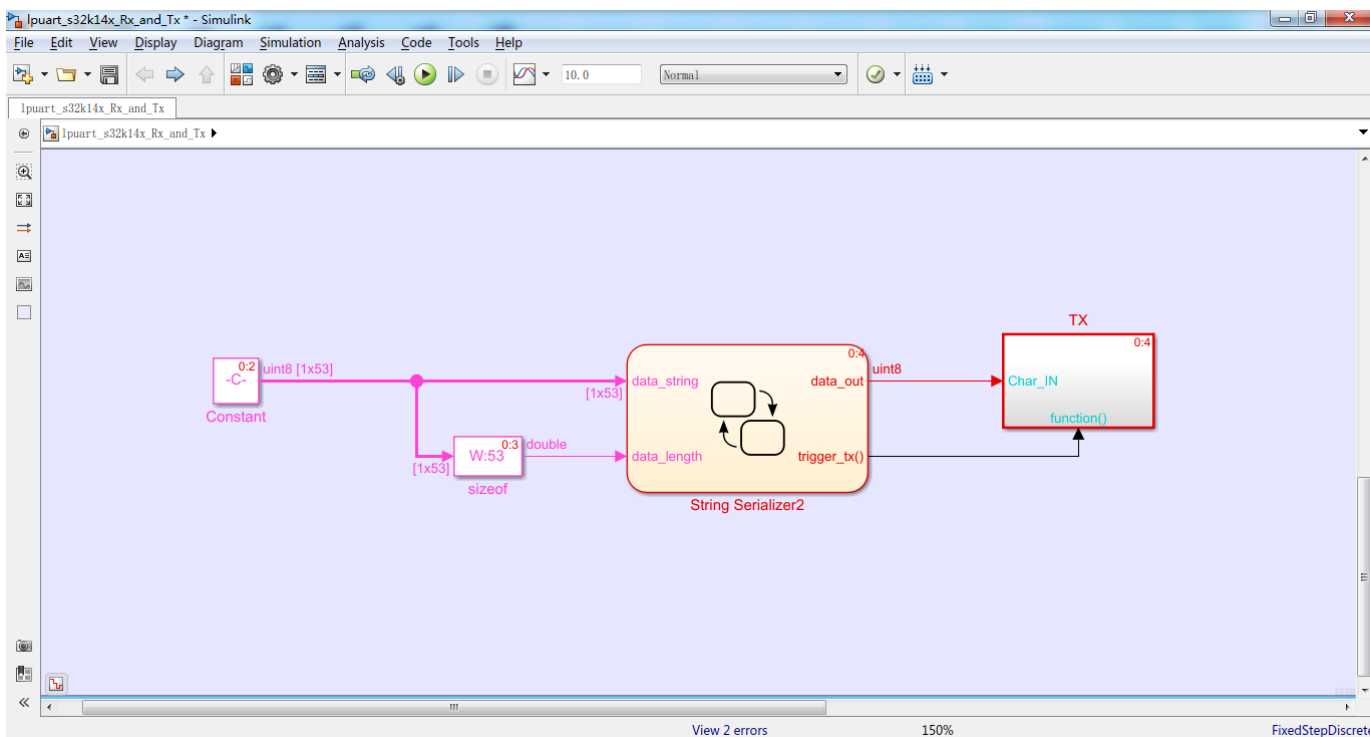 lpuart_s32k14x_Rx_and_Tx * - Simulink
File Edit View Display Diagram Simulation Analysis Code Tools Help
10.0 Normal
lpuart_s32k14x_Rx_and_Tx
lpuart_s32k14x_Rx_and_Tx
TX
0:4
0:2
-C-
uint8 [1x53]
Constant
0:4
data_string
[1x53]
data_out
uint8
Char_IN
function()
0:3
W:53
[1x53]
double
sizeof
data_length
trigger_tx()
String Serializer2
View 2 errors 150% FixedStepDiscrete